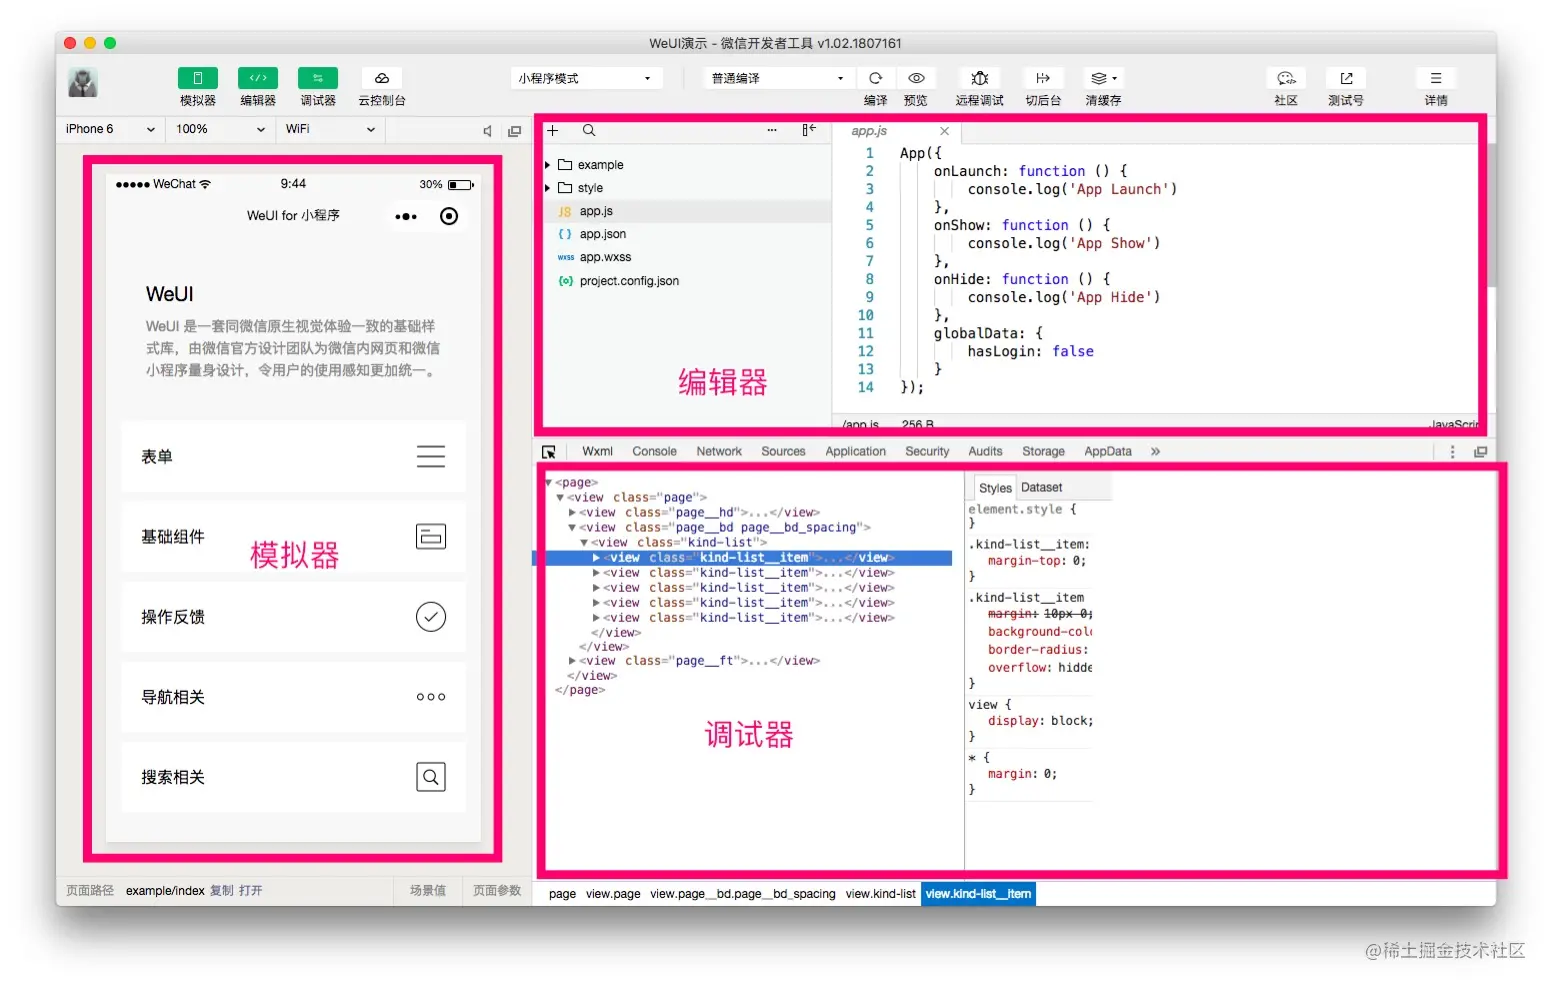 WeUI演示 - 微信开发者工具 v1.02.1807161
模拟器 编辑器 调试器 云控制台
小程序模式 普通编译
编译 预览 远程调试 切后台 清缓存
社区 测试号 详情
iPhone 6 100% WiFi
WeChat 9:44 30%
WeUI for 小程序
WeUI
WeUI 是一套同微信原生视觉体验一致的基础样
式库，由微信官方设计团队为微信内网页和微信
小程序量身设计，令用户的使用感知更加统一。
表单
基础组件
操作反馈
导航相关
搜索相关
模拟器
页面路径 example/index 复制 打开 场景值 页面参数
example
style
JS app.js
{ } app.json
wxss app.wxss
{o} project.config.json
编辑器
app.js
1 App({
2 onLaunch: function () {
3 console.log('App Launch')
4 },
5 onShow: function () {
6 console.log('App Show')
7 },
8 onHide: function () {
9 console.log('App Hide')
10 },
11 globalData: {
12 hasLogin: false
13 }
14 });
/app.js 256 B JavaScrip
Wxml Console Network Sources Application Security Audits Storage AppData »
<page>
<view class="page">
<view class="page__hd">...</view>
<view class="page__bd page__bd_spacing">
<view class="kind-list">
<view class="kind-list__item">...</view>
<view class="kind-list__item">...</view>
<view class="kind-list__item">...</view>
<view class="kind-list__item">...</view>
<view class="kind-list__item">...</view>
</view>
</view>
<view class="page__ft">...</view>
</view>
</page>
调试器
Styles Dataset
element.style {
}
.kind-list__item:
margin-top: 0;
}
.kind-list__item
margin: 10px 0;
background-colo
border-radius:
overflow: hidde
}
view {
display: block;
}
* {
margin: 0;
}
page view.page view.page__bd.page__bd_spacing view.kind-list view.kind-list__item
@稀土掘金技术社区